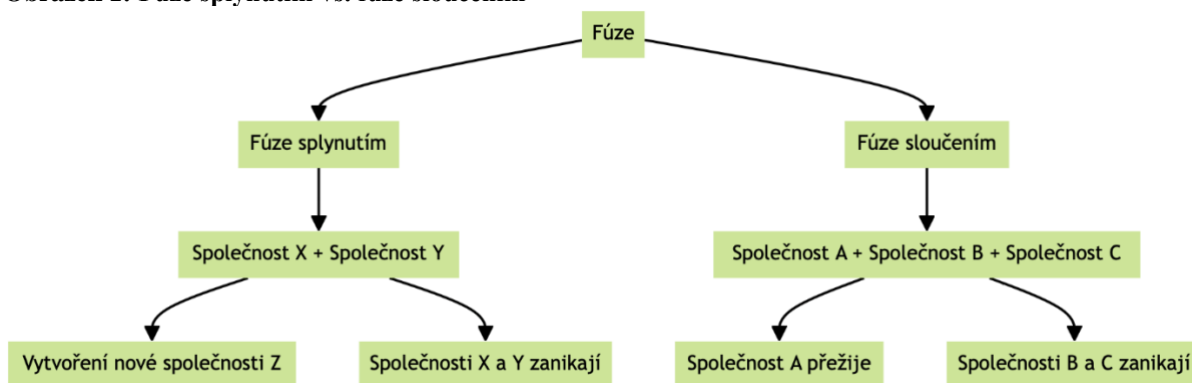 Fúze
Fúze splynutím
Fúze sloučením
Společnost X + Společnost Y
Společnost A + Společnost B + Společnost C
Vytvoření nové společnosti Z
Společnosti X a Y zanikají
Společnost A přežije
Společnosti B a C zanikají